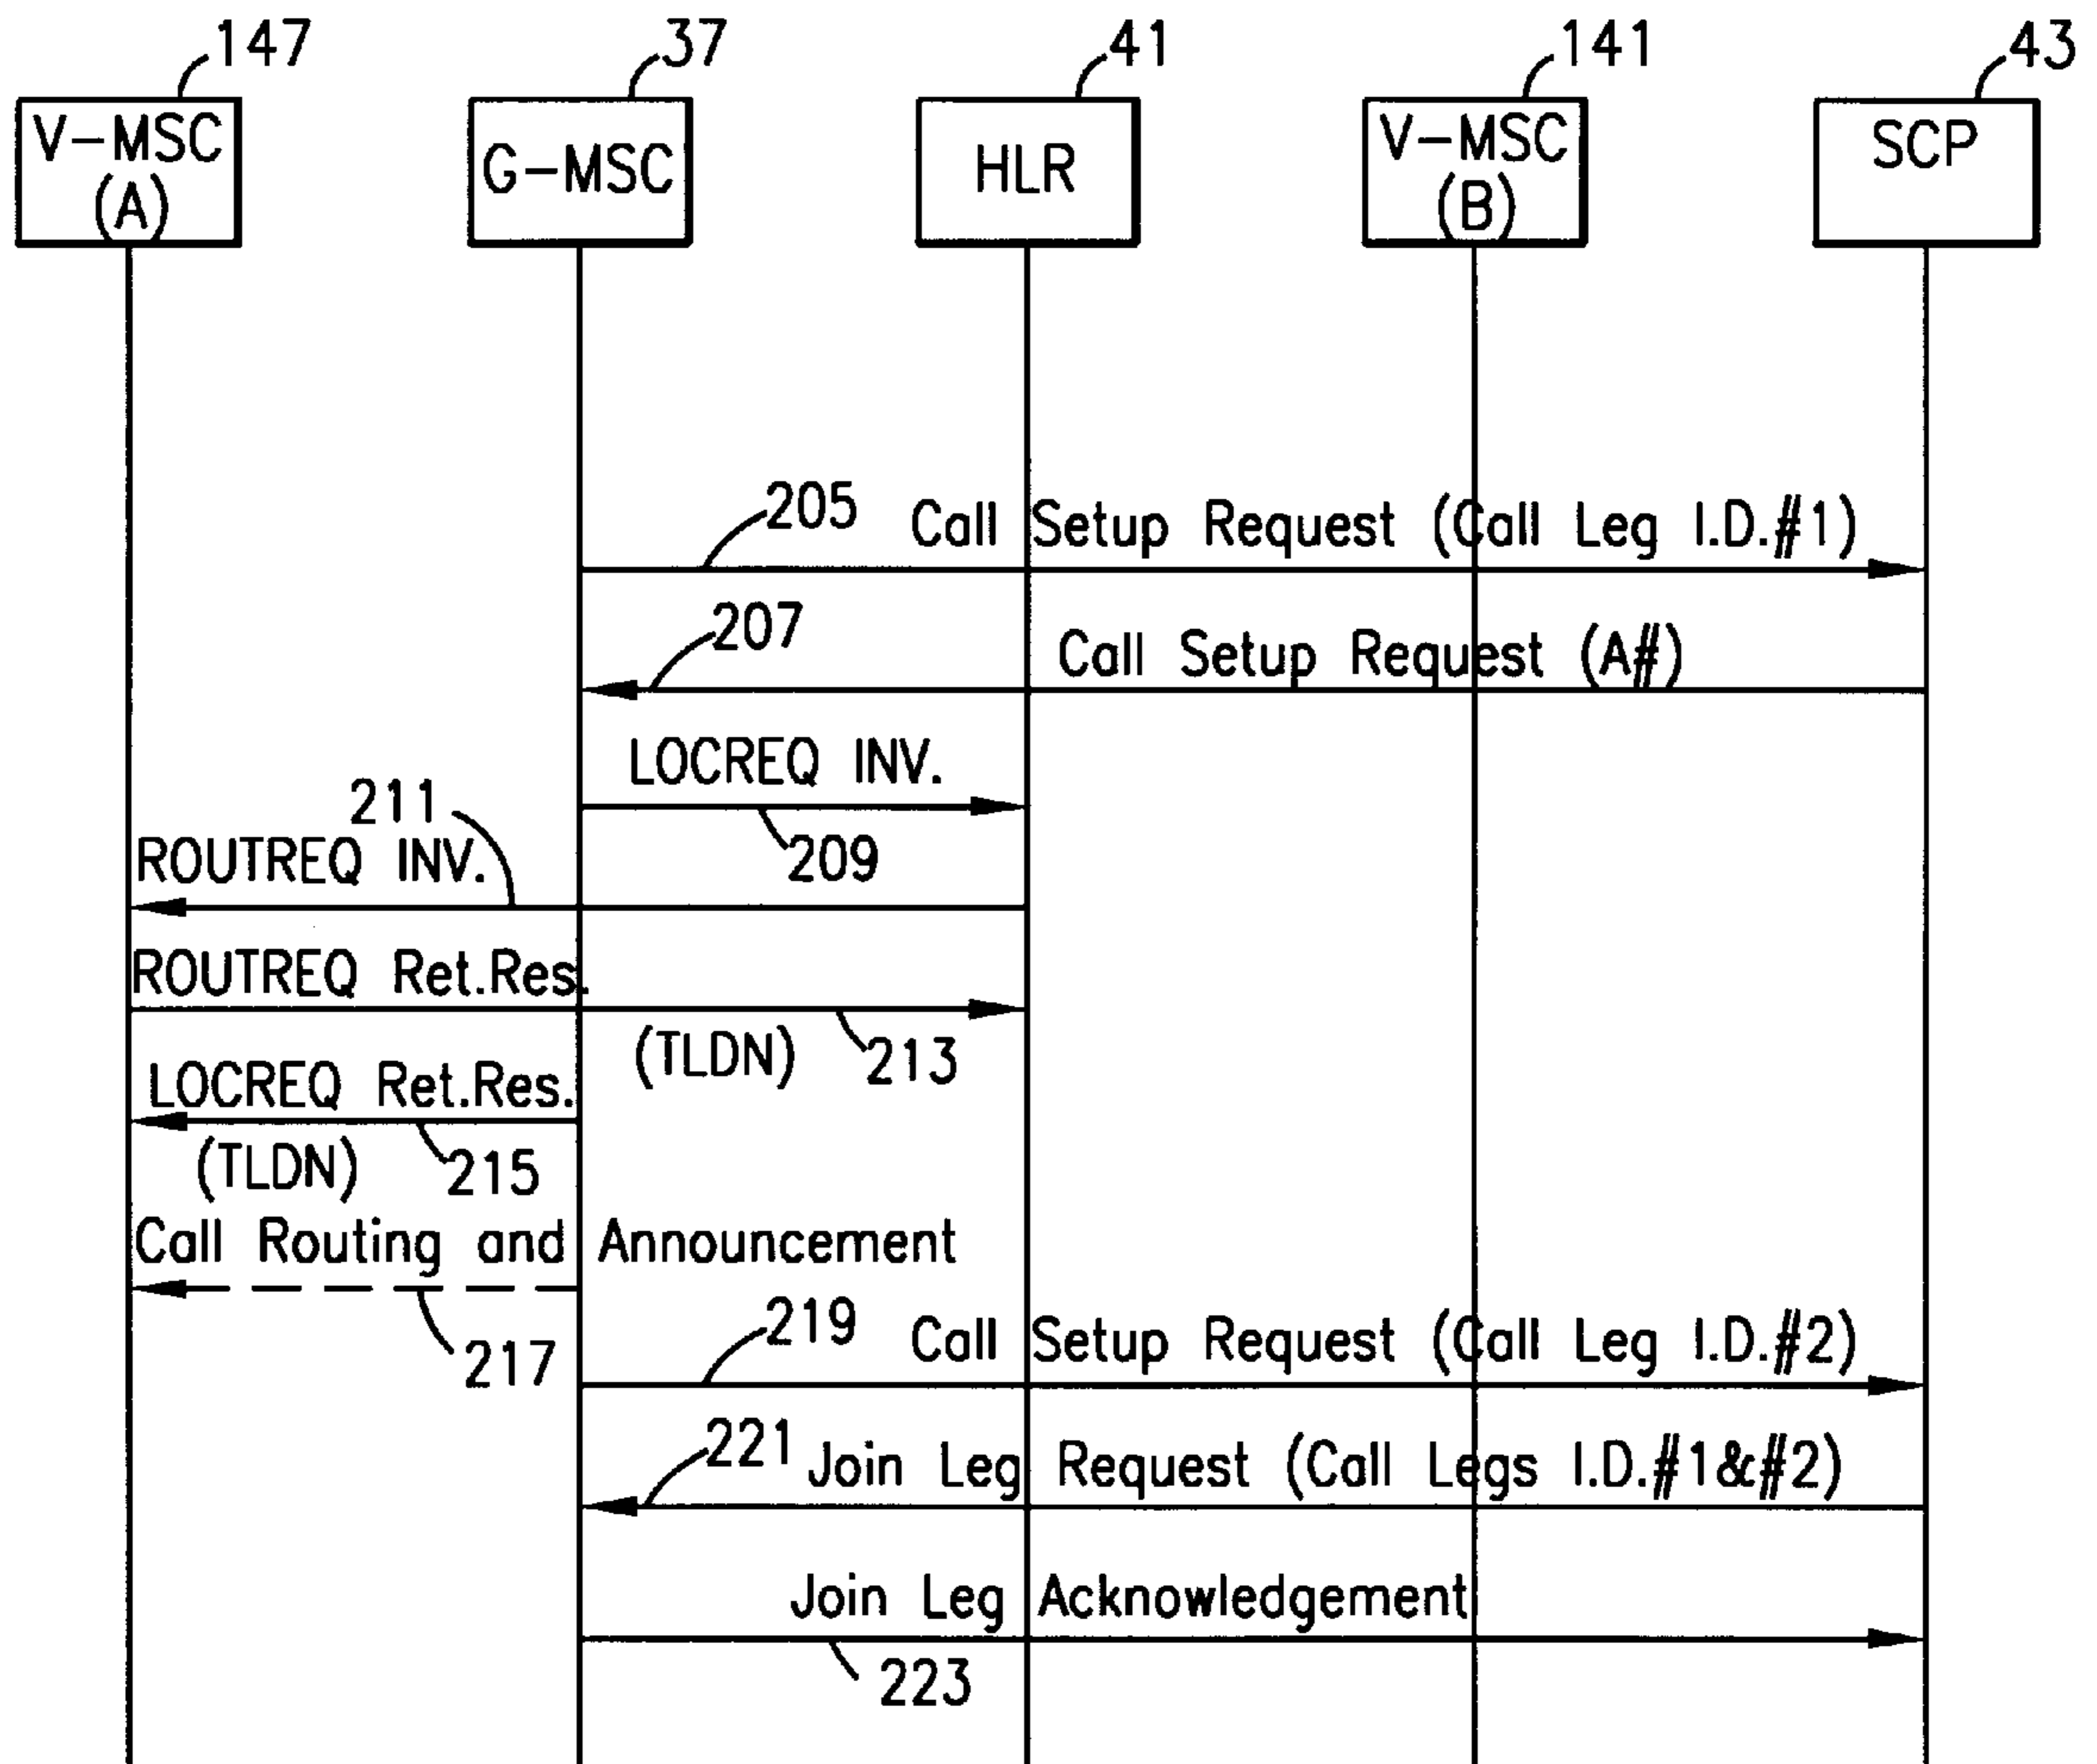 147
37
41
141
43
V-MSC
(A)
G-MSC
HLR
V-MSC
(B)
SCP
205
Call Setup Request (Call Leg I.D.#1)
207
Call Setup Request (A#)
LOCREQ INV.
209
211
ROUTREQ INV.
ROUTREQ Ret.Res.
(TLDN)
213
LOCREQ Ret.Res.
(TLDN)
215
Call Routing and Announcement
217
219
Call Setup Request (Call Leg I.D.#2)
221
Join Leg Request (Call Legs I.D.#1&#2)
Join Leg Acknowledgement
223